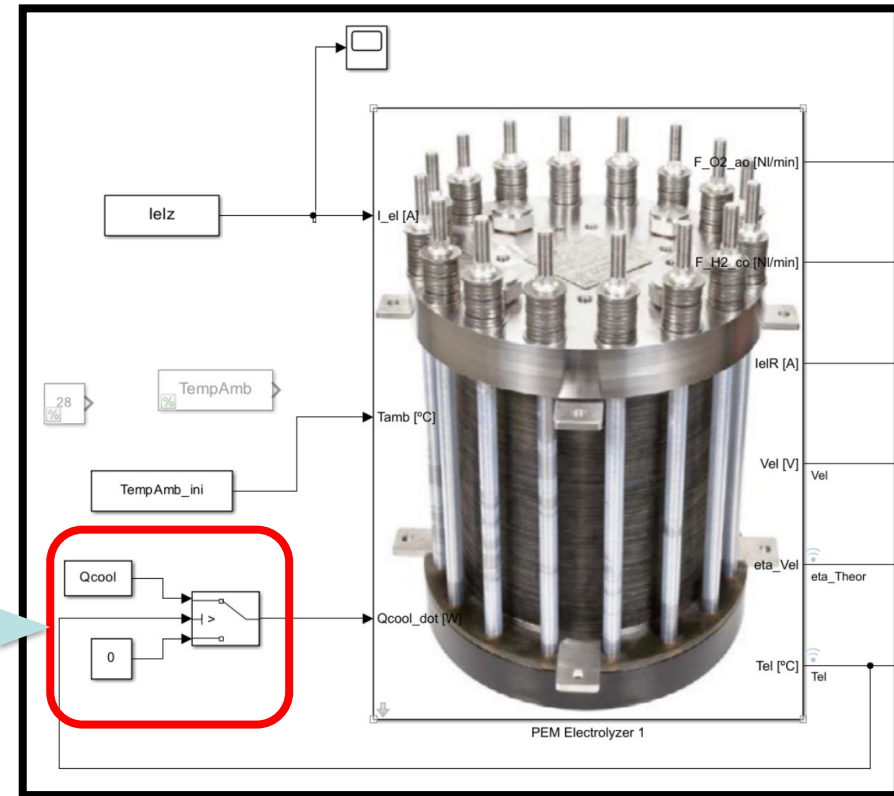 F_O2_ao [Nl/min]
Ielz
I_el [A]
F_H2_co [Nl/min]
IelR [A]
28
TempAmb
Tamb [ºC]
Vel [V]
Vel
TempAmb_ini
Qcool
eta_Vel
eta_Theor
>
Qcool_dot [W]
0
Tel [ºC]
Tel
PEM Electrolyzer 1